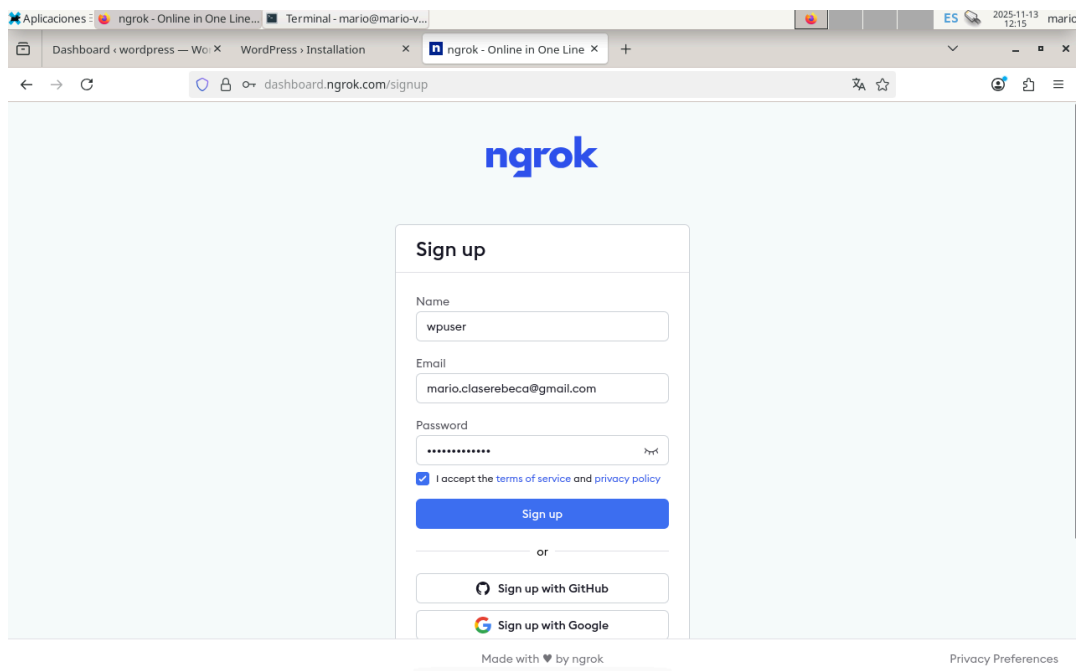 Aplicaciones ngrok - Online in One Line... Terminal - mario@mario-v... ES 2025-11-13 12:15 mario
Dashboard ‹ wordpress — Wo WordPress › Installation ngrok - Online in One Line
dashboard.ngrok.com/signup
ngrok
Sign up
Name
wpuser
Email
mario.claserebeca@gmail.com
Password
•••••••••••••
I accept the terms of service and privacy policy
Sign up
or
Sign up with GitHub
Sign up with Google
Made with ♥ by ngrok Privacy Preferences